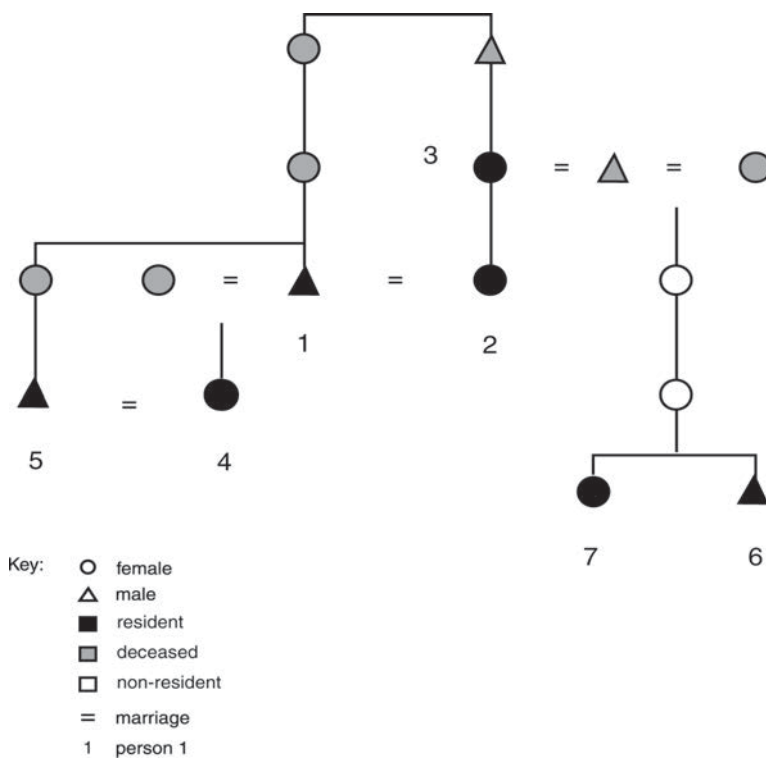 3
= =
= =
1 2
=
5 4
7 6
Key:
female
male
resident
deceased
non-resident
= marriage
1 person 1